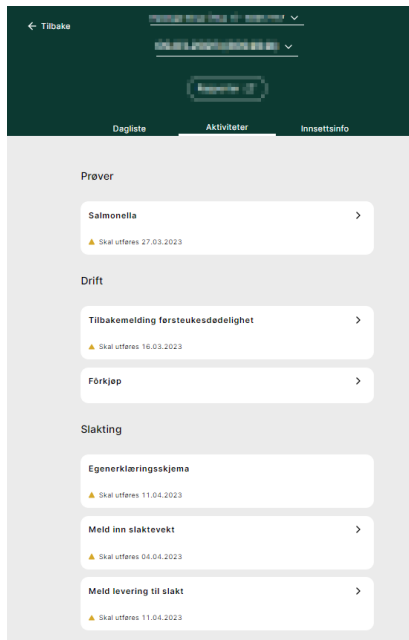 Tilbake
Dagliste
Aktiviteter
Innsettsinfo
Prøver
Salmonella
Skal utføres 27.03.2023
Drift
Tilbakemelding førsteukesdødelighet
Skal utføres 16.03.2023
Fôrkjøp
Slakting
Egenerklæringsskjema
Skal utføres 11.04.2023
Meld inn slaktevekt
Skal utføres 04.04.2023
Meld levering til slakt
Skal utføres 11.04.2023